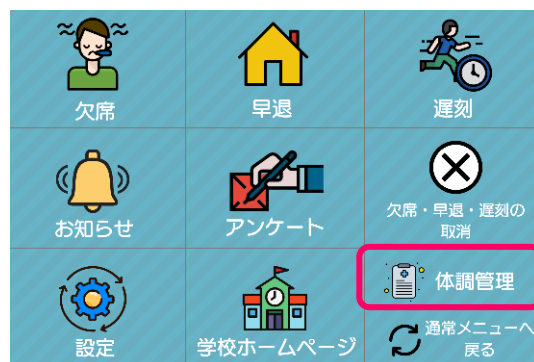 欠席
早退
遅刻
お知らせ
アンケート
欠席・早退・遅刻の
取消
設定
学校ホームページ
体調管理
通常メニューへ
戻る